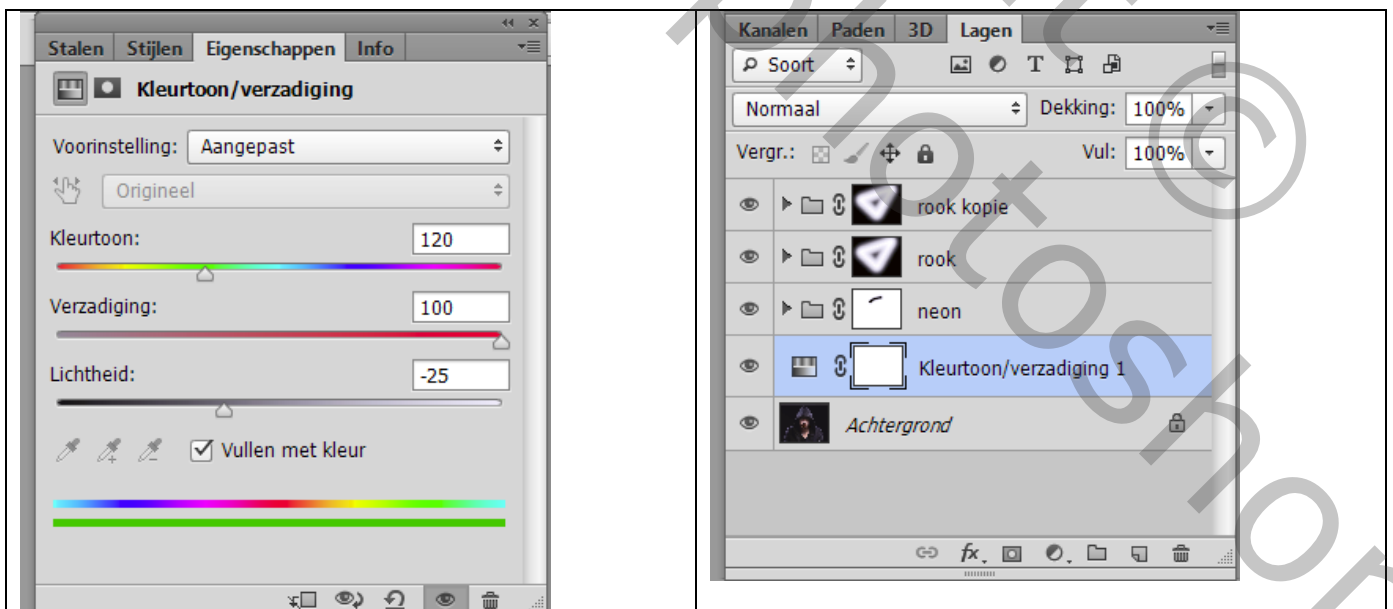 Stalen Stijlen Eigenschappen Info
Kleurtoon/verzadiging
Voorinstelling: Aangepast
Origineel
Kleurtoon: 120
Verzadiging: 100
Lichtheid: -25
Vullen met kleur
Kanalen Paden 3D Lagen
Soort
Normaal Dekking: 100%
Vergr.: Vul: 100%
rook kopie
rook
neon
Kleurtoon/verzadiging 1
Achtergrond
fx
©